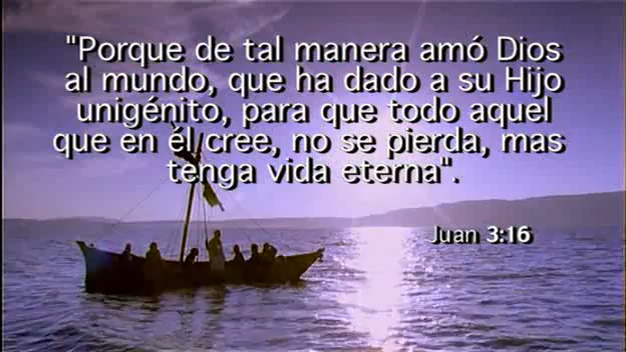 "Porque de tal manera amó Dios
al mundo, que ha dado a su Hijo
unigénito, para que todo aquel
que en él cree, no se pierda, mas
tenga vida eterna".
Juan 3:16